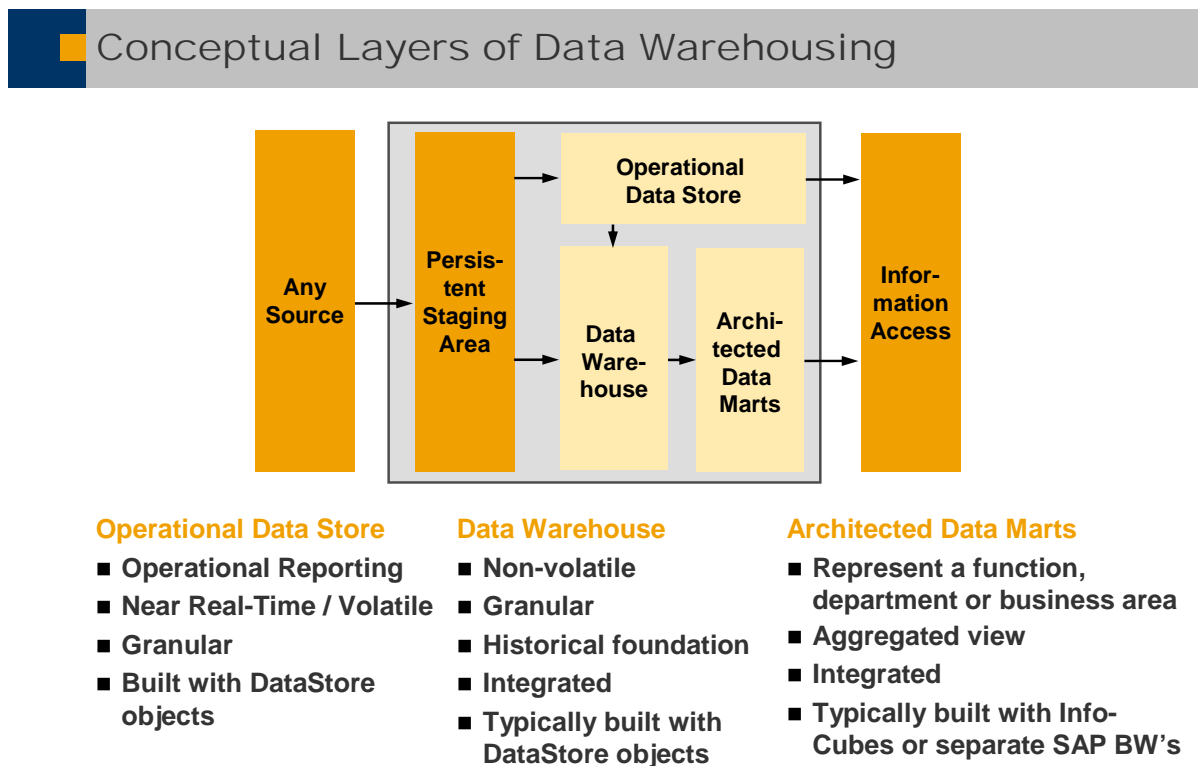 Conceptual Layers of Data Warehousing
Any
Source
Persis-
tent
Staging
Area
Operational
Data Store
Data
Ware-
house
Archi-
tected
Data
Marts
Infor-
mation
Access
Operational Data Store
■ Operational Reporting
■ Near Real-Time / Volatile
■ Granular
■ Built with DataStore
objects
Data Warehouse
■ Non-volatile
■ Granular
■ Historical foundation
■ Integrated
■ Typically built with
DataStore objects
Architected Data Marts
■ Represent a function,
department or business area
■ Aggregated view
■ Integrated
■ Typically built with Info-
Cubes or separate SAP BW's